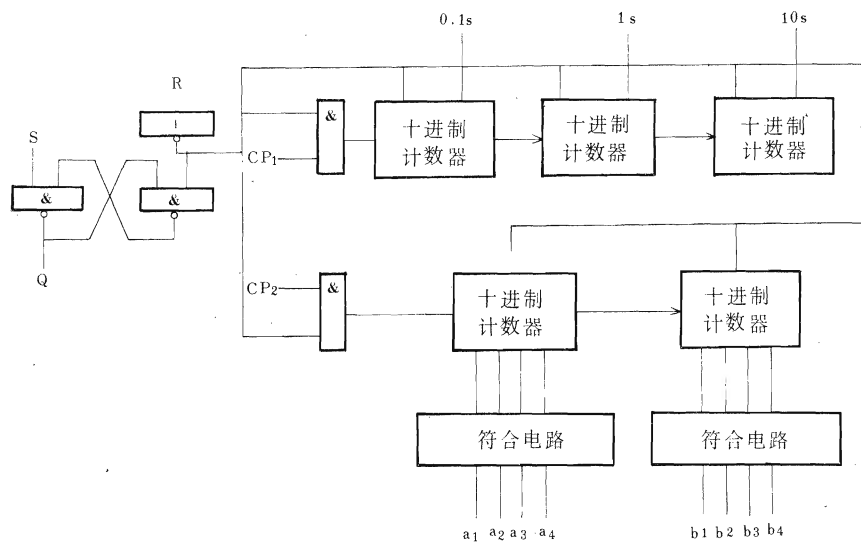 0.1s 1s 10s
R
1
S
&
十进制
计数器
十进制
计数器
十进制
计数器
CP1
&
&
Q
CP2
&
十进制
计数器
十进制
计数器
符合电路
符合电路
a1 a2 a3 a4
b1 b2 b3 b4